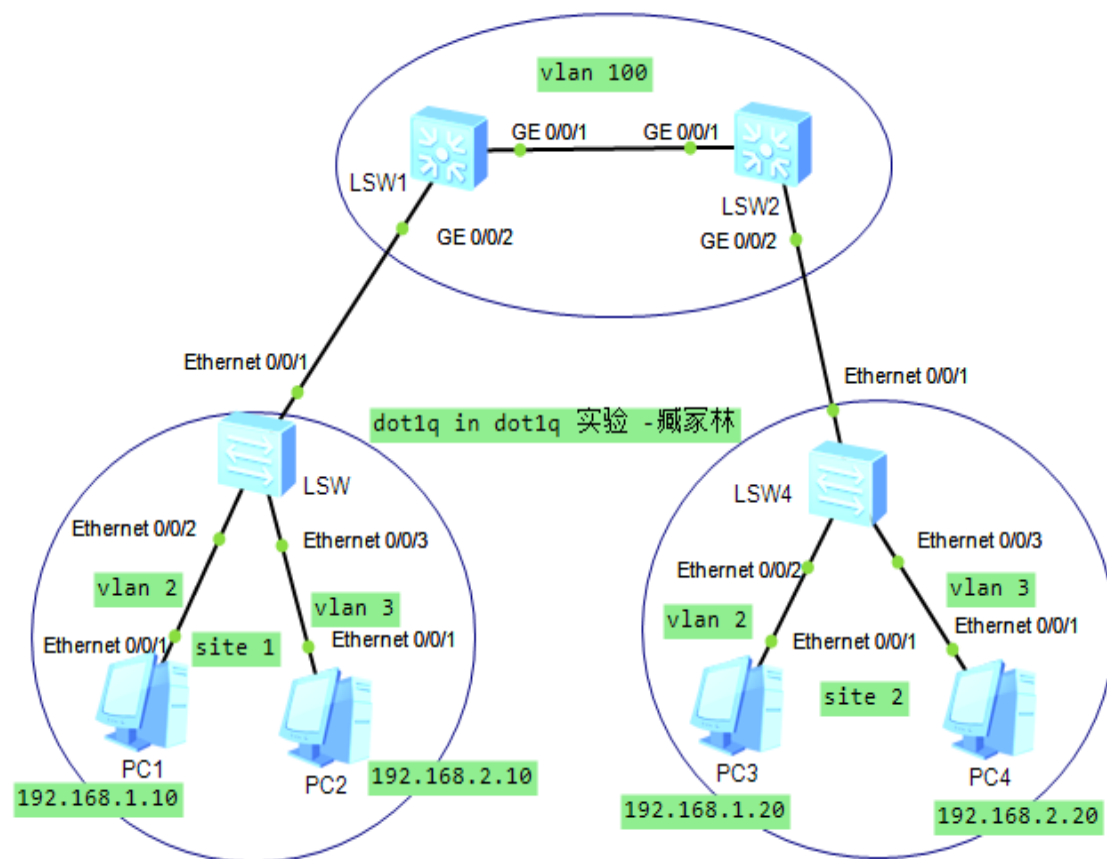 vlan 100
GE 0/0/1
GE 0/0/1
LSW1
LSW2
GE 0/0/2
GE 0/0/2
Ethernet 0/0/1
Ethernet 0/0/1
dot1q in dot1q 实验 -臧冢林
LSW
LSW4
Ethernet 0/0/2
Ethernet 0/0/3
Ethernet 0/0/3
Ethernet 0/0/2
vlan 2
vlan 3
vlan 2
vlan 3
Ethernet 0/0/1
site 1
Ethernet 0/0/1
Ethernet 0/0/1
Ethernet 0/0/1
site 2
PC1
PC2
PC3
PC4
192.168.1.10
192.168.2.10
192.168.1.20
192.168.2.20